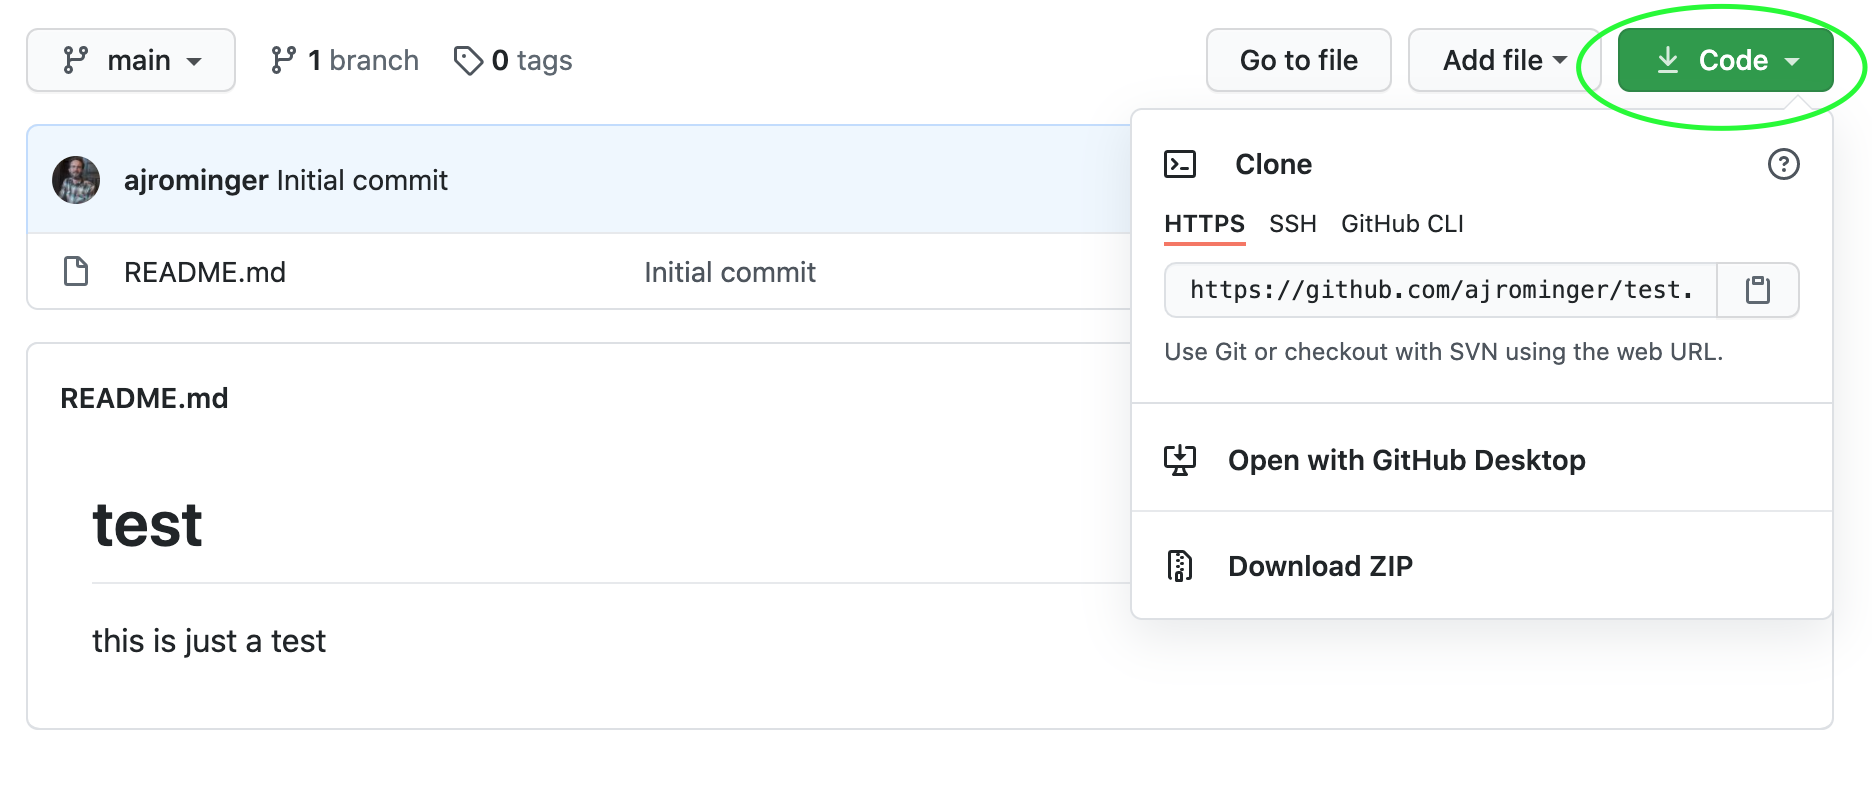 main
1 branch
0 tags
Go to file
Add file
Code
ajrominger Initial commit
README.md
Initial commit
Clone
HTTPS SSH GitHub CLI
https://github.com/ajrominger/test.
Use Git or checkout with SVN using the web URL.
Open with GitHub Desktop
Download ZIP
README.md
test
this is just a test